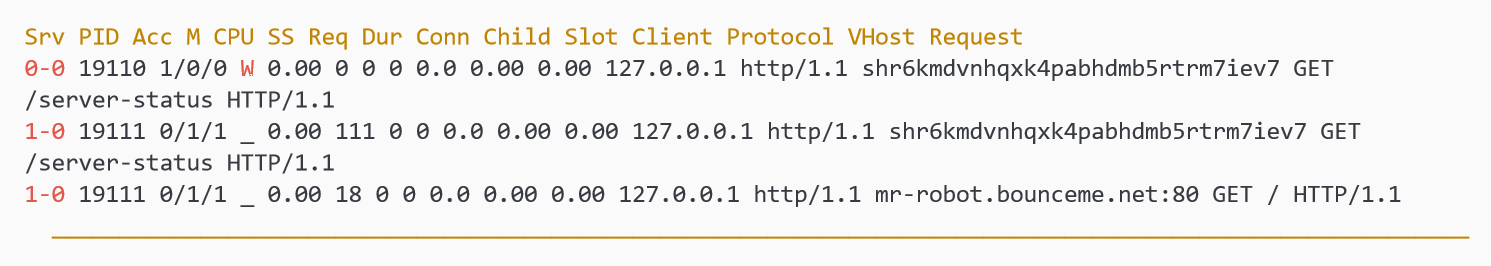 Srv PID Acc M CPU SS Req Dur Conn Child Slot Client Protocol VHost Request
0-0 19110 1/0/0 W 0.00 0 0 0 0.0 0.00 0.00 127.0.0.1 http/1.1 shr6kmdvnhqxk4pabhdmb5rtrm7iev7 GET
/server-status HTTP/1.1
1-0 19111 0/1/1 _ 0.00 111 0 0 0.0 0.00 0.00 127.0.0.1 http/1.1 shr6kmdvnhqxk4pabhdmb5rtrm7iev7 GET
/server-status HTTP/1.1
1-0 19111 0/1/1 _ 0.00 18 0 0 0.0 0.00 0.00 127.0.0.1 http/1.1 mr-robot.bounceme.net:80 GET / HTTP/1.1